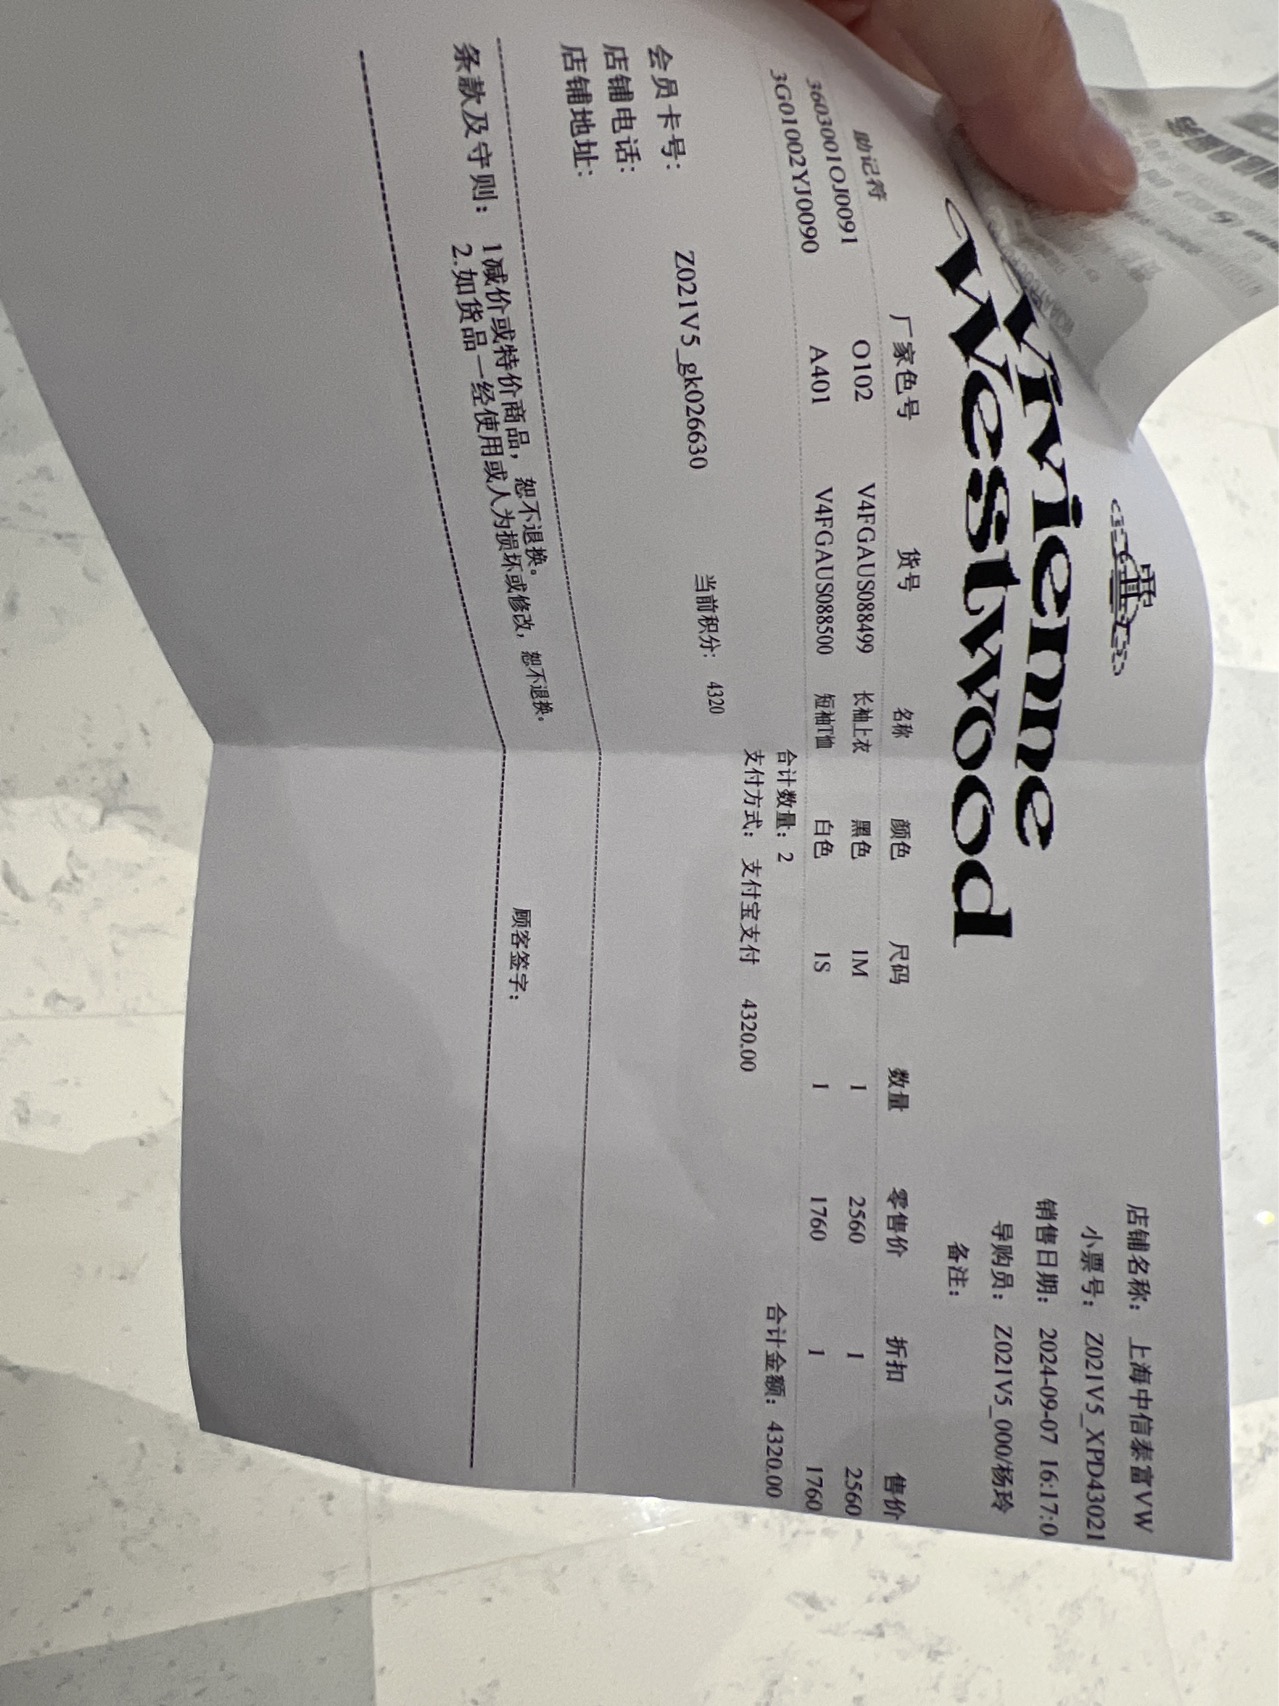 Vivienne
Westwood
店铺名称： 上海中信泰富VW
小票号： Z021V5_XPD43021
销售日期： 2024-09-07 16:17:0
导购员： Z021V5_000/杨玲
备注：
助记符 厂家色号 货号 名称 颜色 尺码 数量 零售价 折扣 售价
3603001OJ0091 O102 V4FGAUS088499 长袖上衣 黑色 1M 1 2560 1 2560
3G01002YJ0090 A401 V4FGAUS088500 短袖T恤 白色 1S 1 1760 1 1760
合计数量：2 合计金额：4320.00
支付方式： 支付宝支付 4320.00
会员卡号： Z021V5_gk026630 当前积分： 4320
店铺电话：
店铺地址：
条款及守则： 1减价或特价商品，恕不退换。
2.如货品一经使用或人为损坏或修改，恕不退换。
顾客签字：